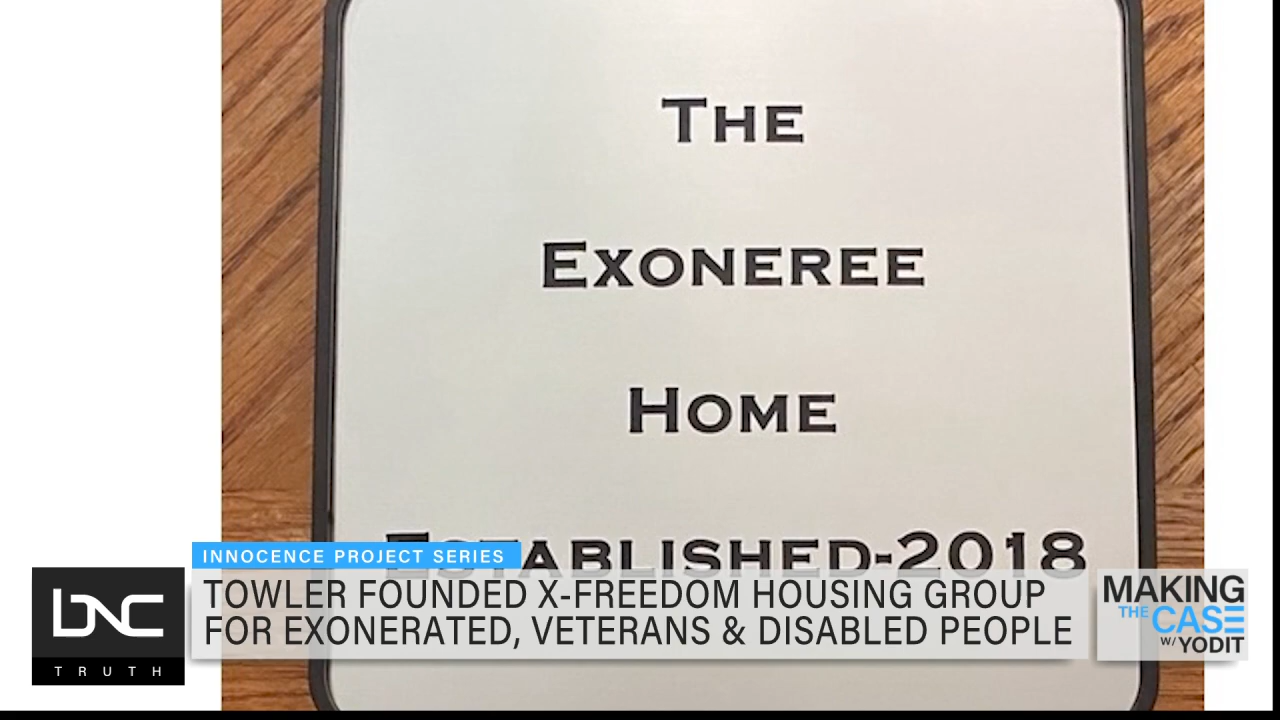 THE
EXONEREE
HOME
ESTABLISHED-2018
INNOCENCE PROJECT SERIES
TOWLER FOUNDED X-FREEDOM HOUSING GROUP
FOR EXONERATED, VETERANS & DISABLED PEOPLE
BNC
TRUTH
MAKING
THE CASE
W/ YODIT